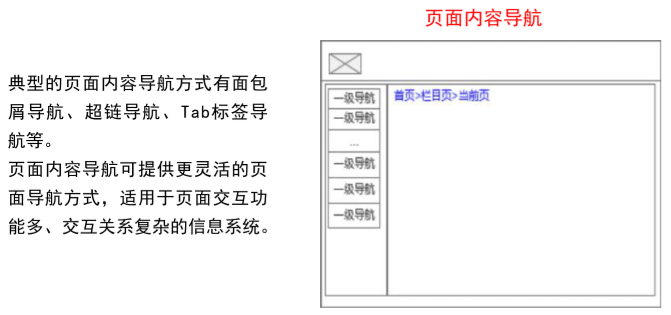 页面内容导航
典型的页面内容导航方式有面包
屑导航、超链导航、Tab标签导
航等。
页面内容导航可提供更灵活的页
面导航方式，适用于页面交互功
能多、交互关系复杂的信息系统。
首页>栏目页>当前页
一级导航
一级导航
...
一级导航
一级导航
一级导航